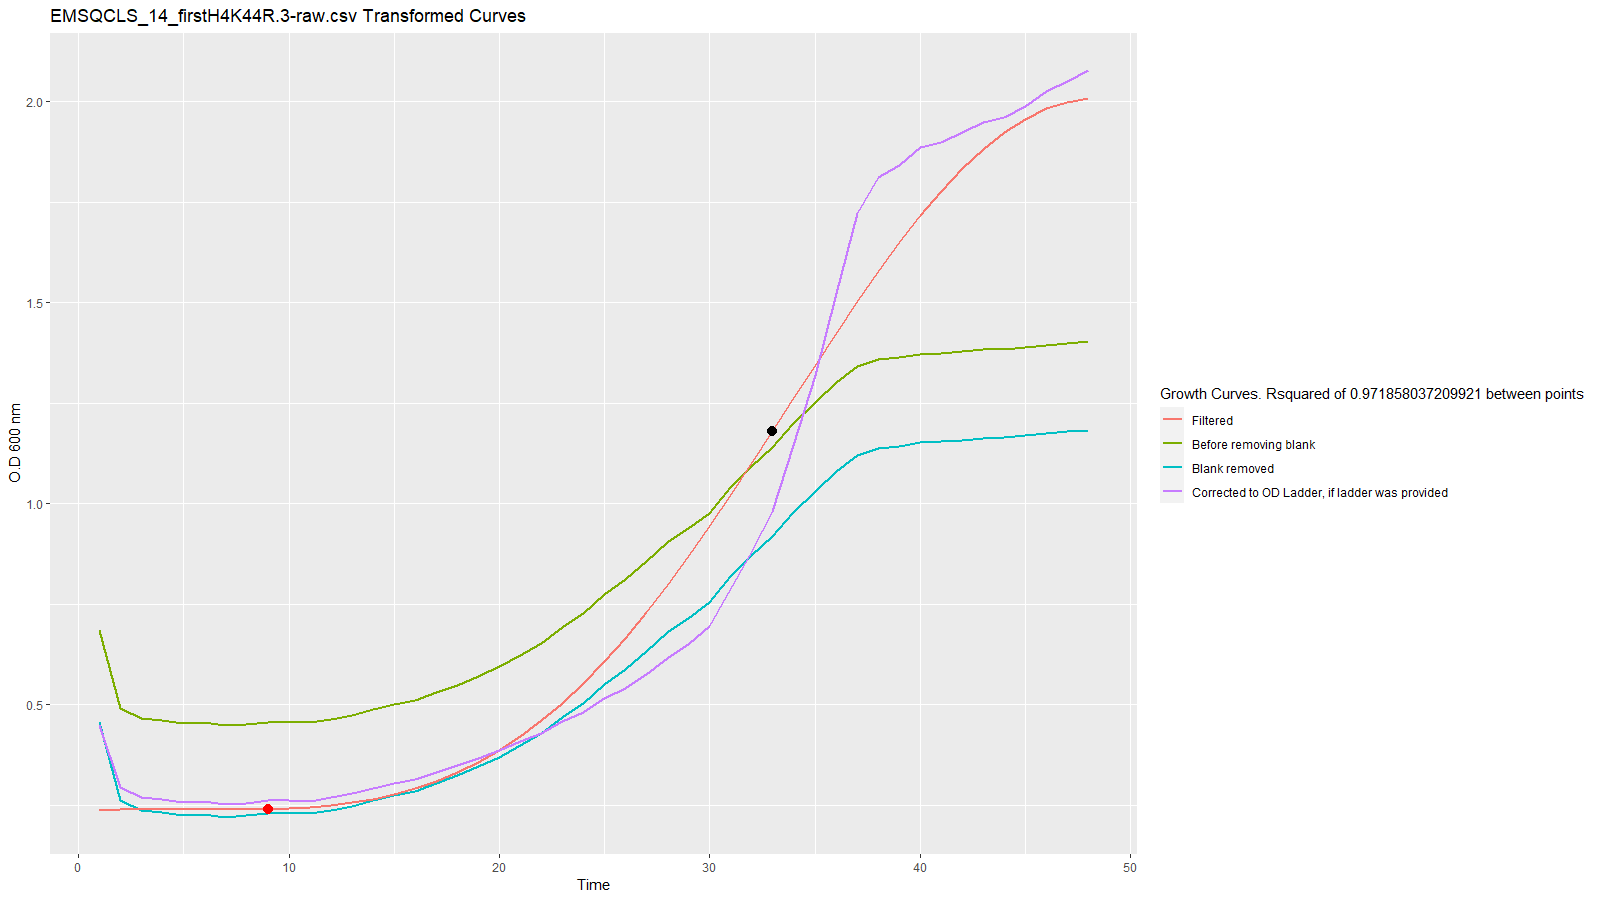 EMSQCLS_14_firstH4K44R.3-raw.csv Transformed Curves
2.0
1.5
1.0
0.5
O.D 600 nm
0 10 20 30 40 50
Time
Growth Curves. Rsquared of 0.971858037209921 between points
Filtered
Before removing blank
Blank removed
Corrected to OD Ladder, if ladder was provided